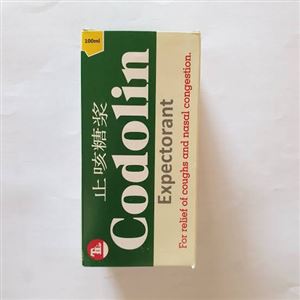 100ml
止咳糖浆
Codolin
Expectorant
For relief of coughs and nasal congestion.